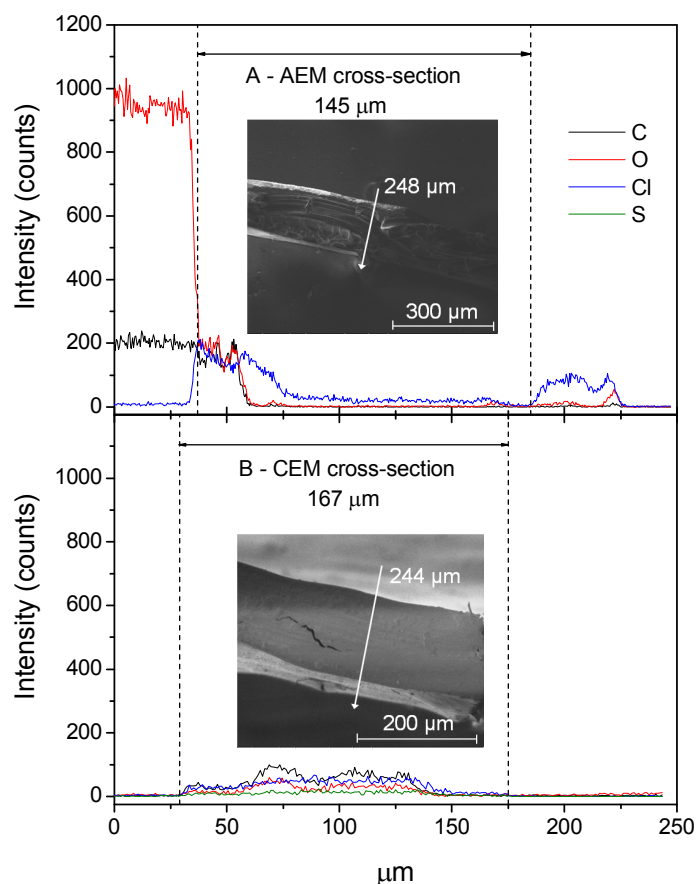 1200
1000
800
600
400
200
0
Intensity (counts)
A - AEM cross-section
145 μm
248 μm
300 μm
C
O
Cl
S
1000
800
600
400
200
0
Intensity (counts)
B - CEM cross-section
167 μm
244 μm
200 μm
0 50 100 150 200 250
μm